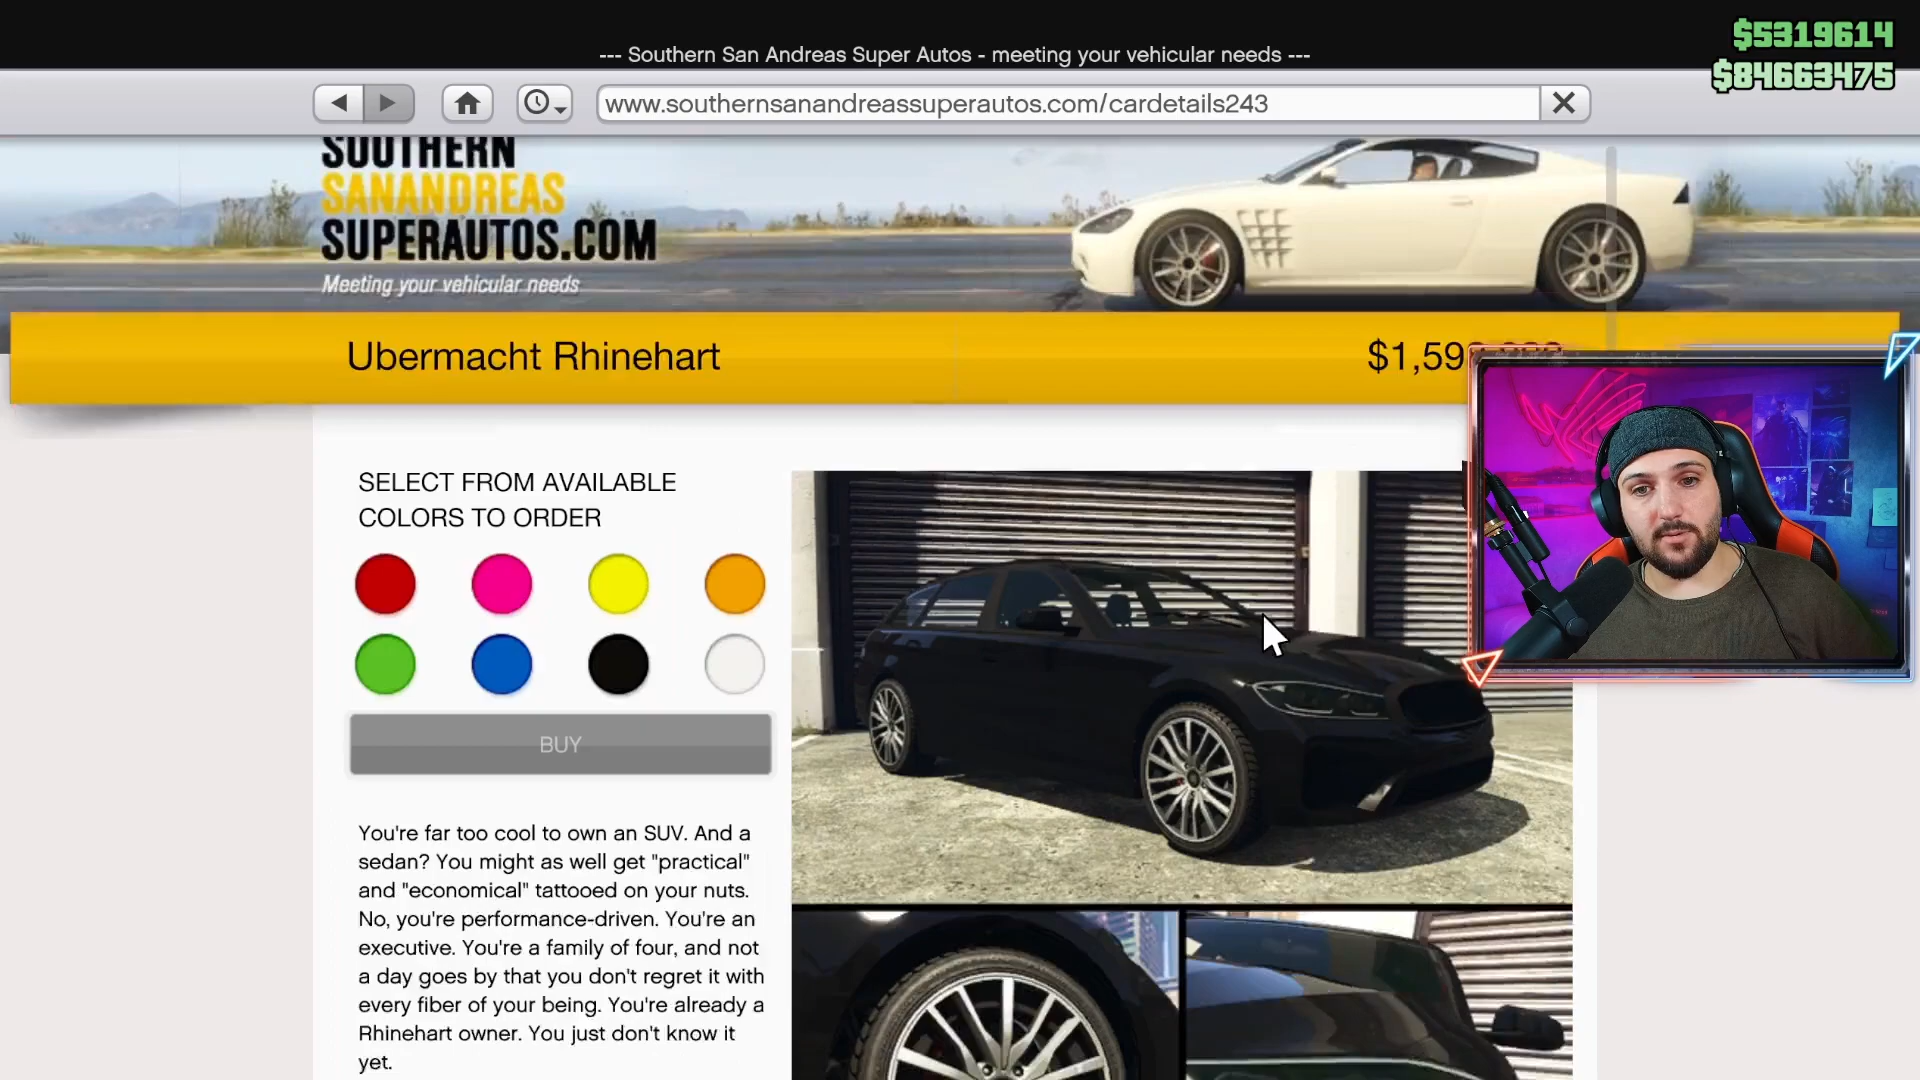 --- Southern San Andreas Super Autos - meeting your vehicular needs ---
$5319614
$84663475
www.southernsanandreassuperautos.com/cardetails243
SOUTHERN
SANANDREAS
SUPERAUTOS.COM
Meeting your vehicular needs
Ubermacht Rhinehart
SELECT FROM AVAILABLE
COLORS TO ORDER
BUY
You're far too cool to own an SUV. And a
sedan? You might as well get "practical"
and "economical" tattooed on your nuts.
No, you're performance-driven. You're an
executive. You're a family of four, and not
a day goes by that you don't regret it with
every fiber of your being. You're already a
Rhinehart owner. You just don't know it
yet.